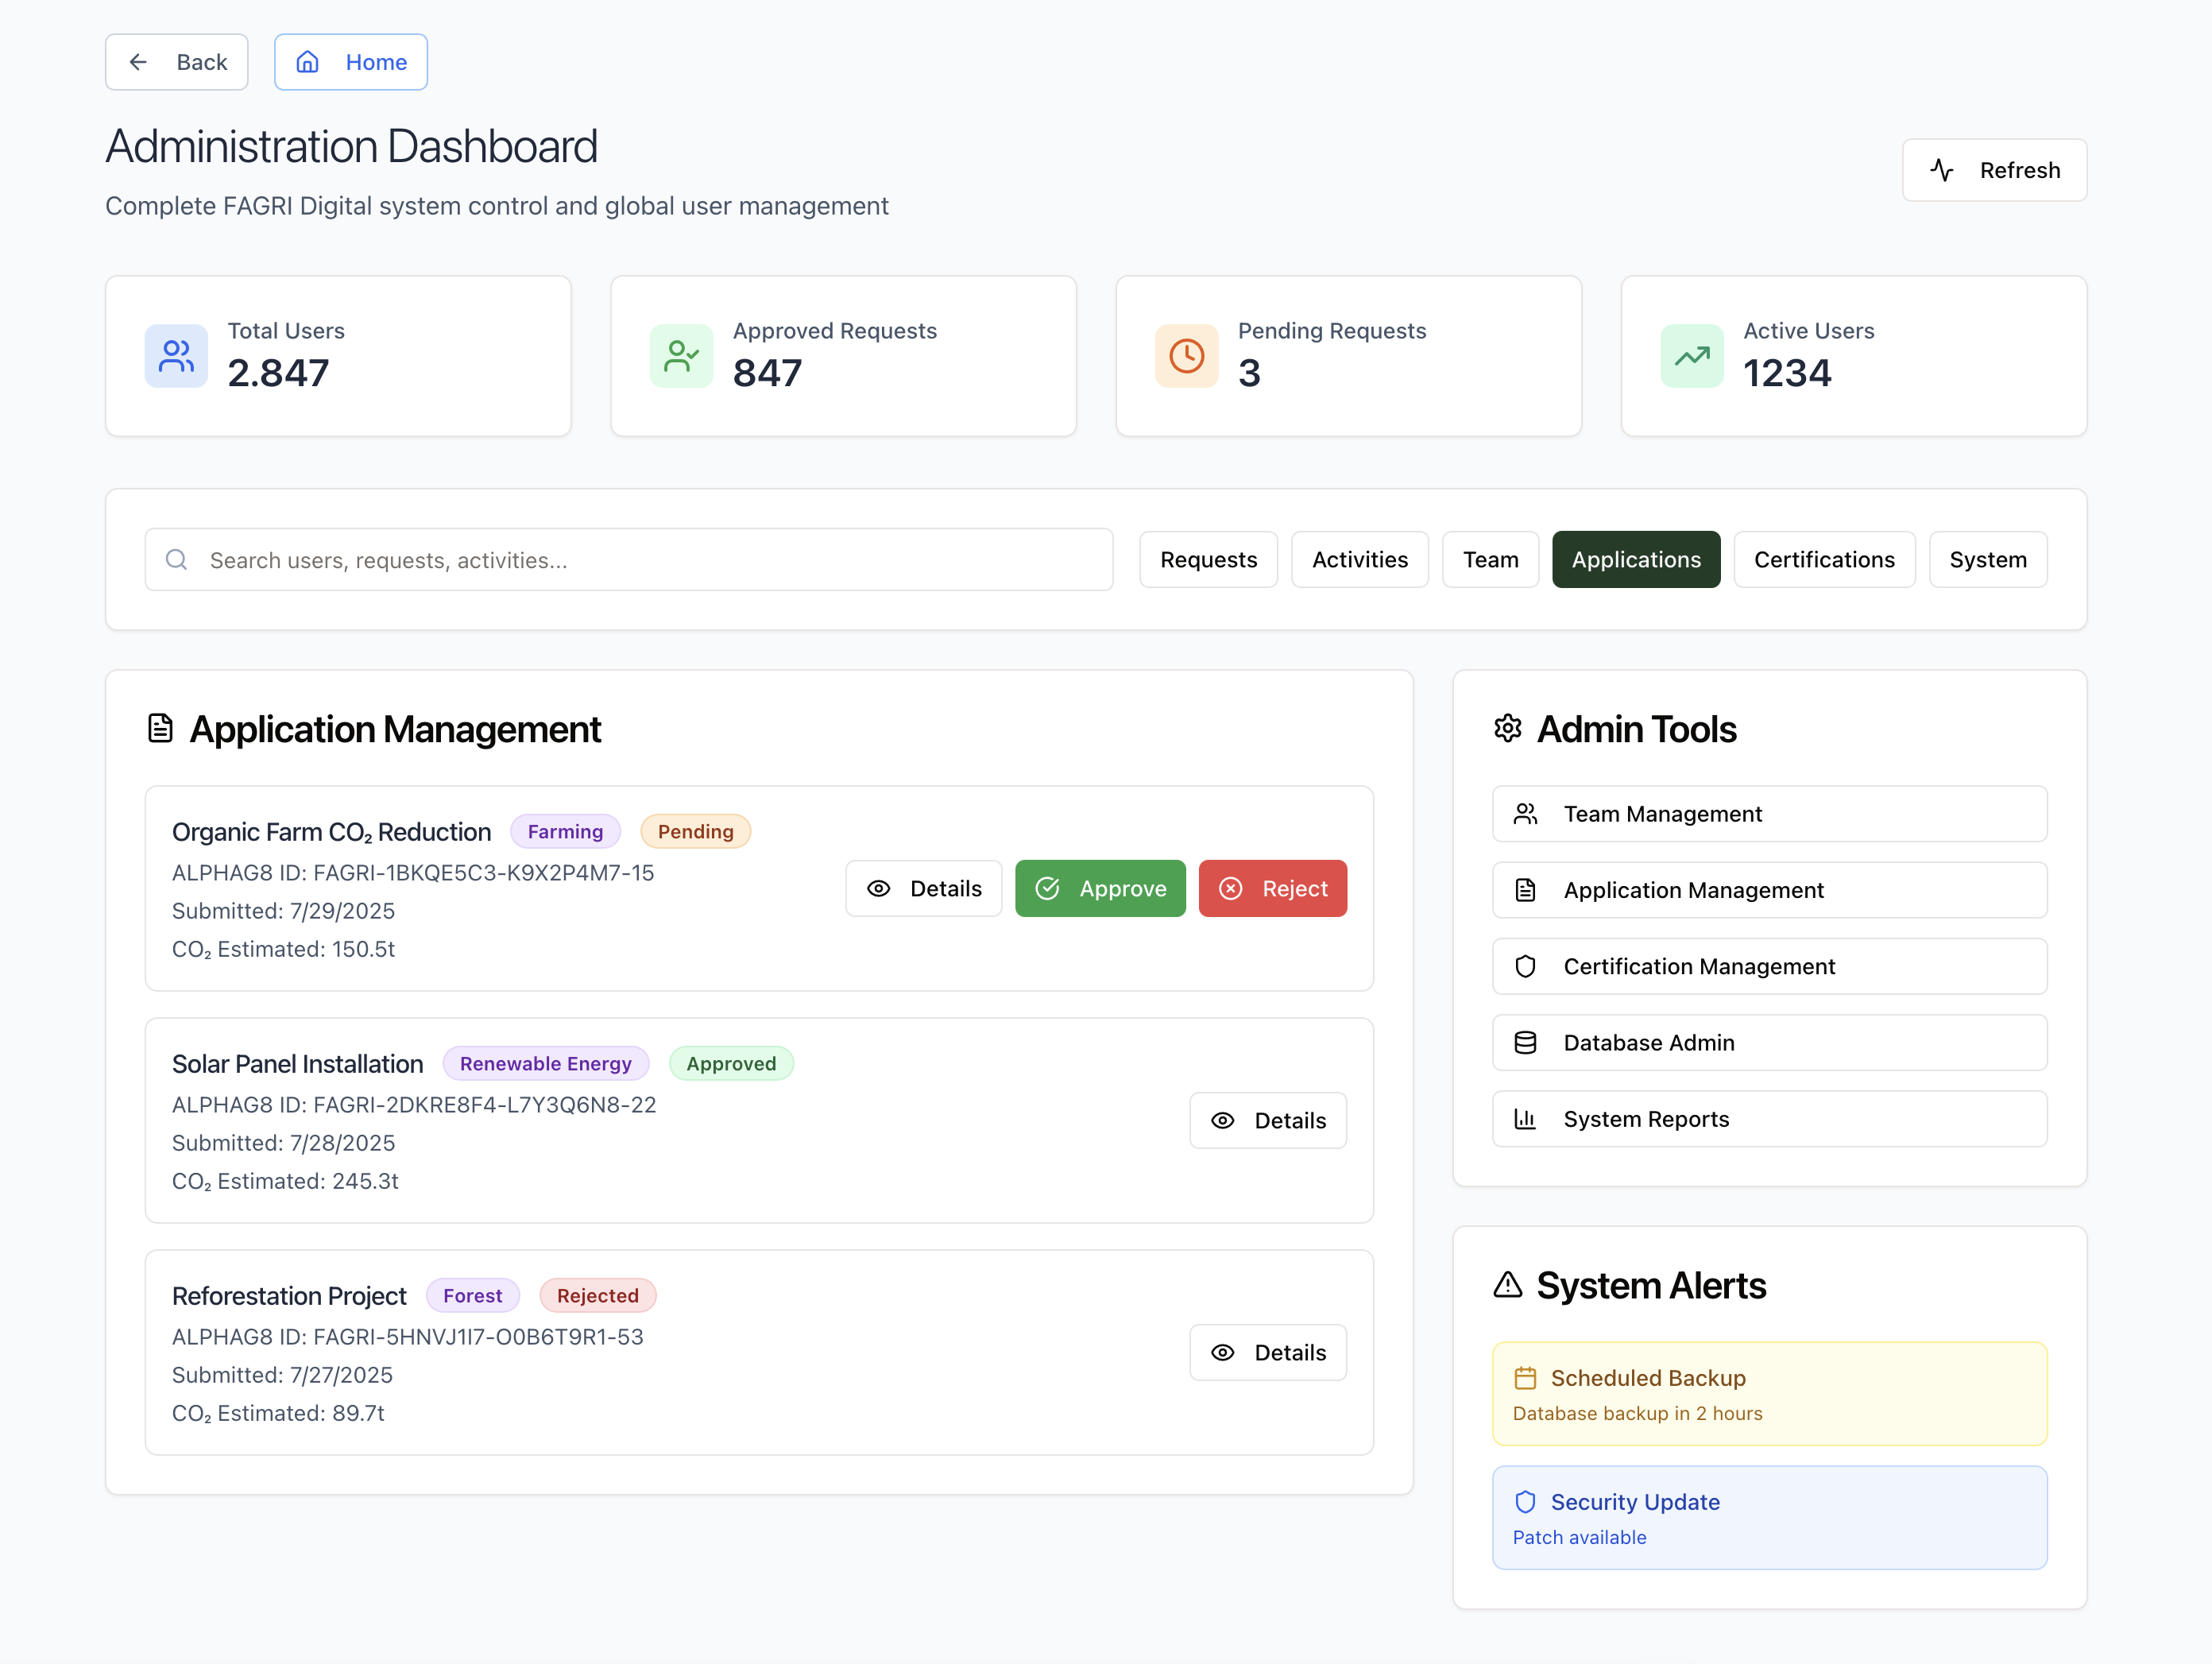 Back
Home
Administration Dashboard
Complete FAGRI Digital system control and global user management
Refresh
Total Users
2.847
Approved Requests
847
Pending Requests
3
Active Users
1234
Search users, requests, activities...
Requests
Activities
Team
Applications
Certifications
System
Application Management
Organic Farm CO₂ Reduction
Farming
Pending
ALPHAG8 ID: FAGRI-1BKQE5C3-K9X2P4M7-15
Submitted: 7/29/2025
CO₂ Estimated: 150.5t
Details
Approve
Reject
Solar Panel Installation
Renewable Energy
Approved
ALPHAG8 ID: FAGRI-2DKRE8F4-L7Y3Q6N8-22
Submitted: 7/28/2025
CO₂ Estimated: 245.3t
Details
Reforestation Project
Forest
Rejected
ALPHAG8 ID: FAGRI-5HNVJ1I7-O0B6T9R1-53
Submitted: 7/27/2025
CO₂ Estimated: 89.7t
Details
Admin Tools
Team Management
Application Management
Certification Management
Database Admin
System Reports
System Alerts
Scheduled Backup
Database backup in 2 hours
Security Update
Patch available